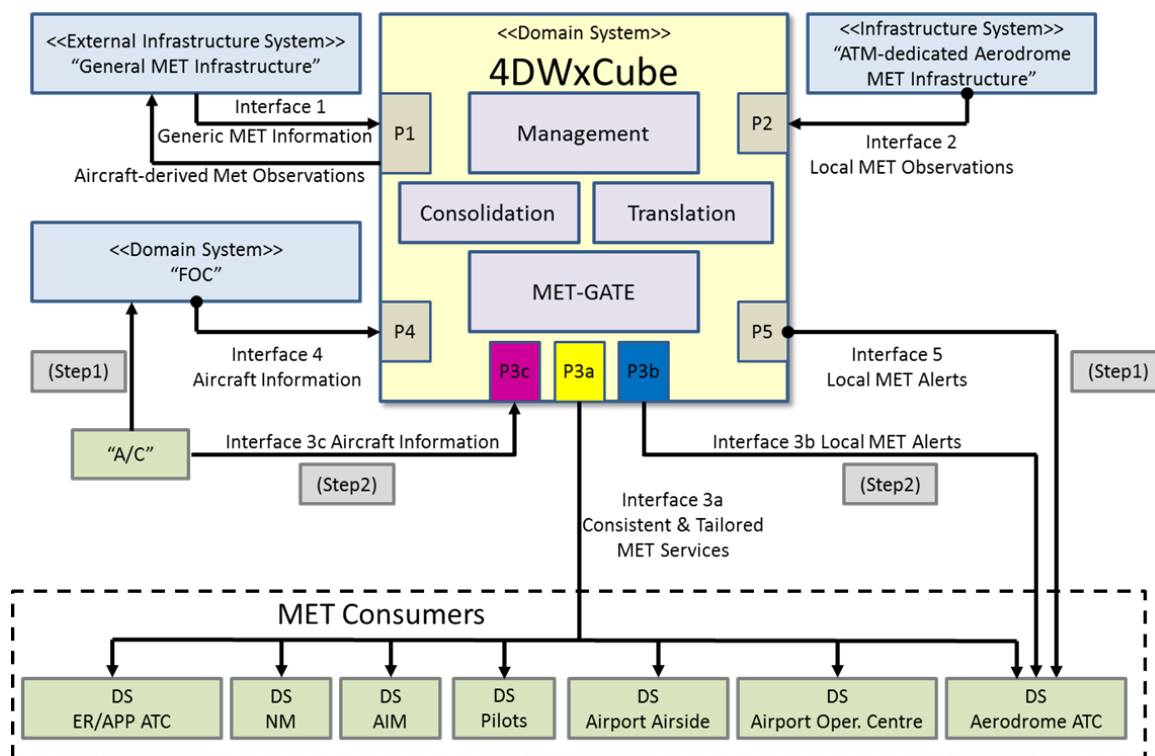 <<External Infrastructure System>>
“General MET Infrastructure”
<<Domain System>>
4DWxCube
<<Infrastructure System>>
“ATM-dedicated Aerodrome
MET Infrastructure”
Interface 1
Generic MET Information
Aircraft-derived Met Observations
P1
Management
P2
Interface 2
Local MET Observations
Consolidation
Translation
<<Domain System>>
“FOC”
MET-GATE
P4
P5
Interface 4
Aircraft Information
Interface 5
Local MET Alerts
(Step1)
(Step1)
P3c
P3a
P3b
“A/C”
Interface 3c Aircraft Information
Interface 3b Local MET Alerts
(Step2)
(Step2)
Interface 3a
Consistent & Tailored
MET Services
MET Consumers
DS
ER/APP ATC
DS
NM
DS
AIM
DS
Pilots
DS
Airport Airside
DS
Airport Oper. Centre
DS
Aerodrome ATC